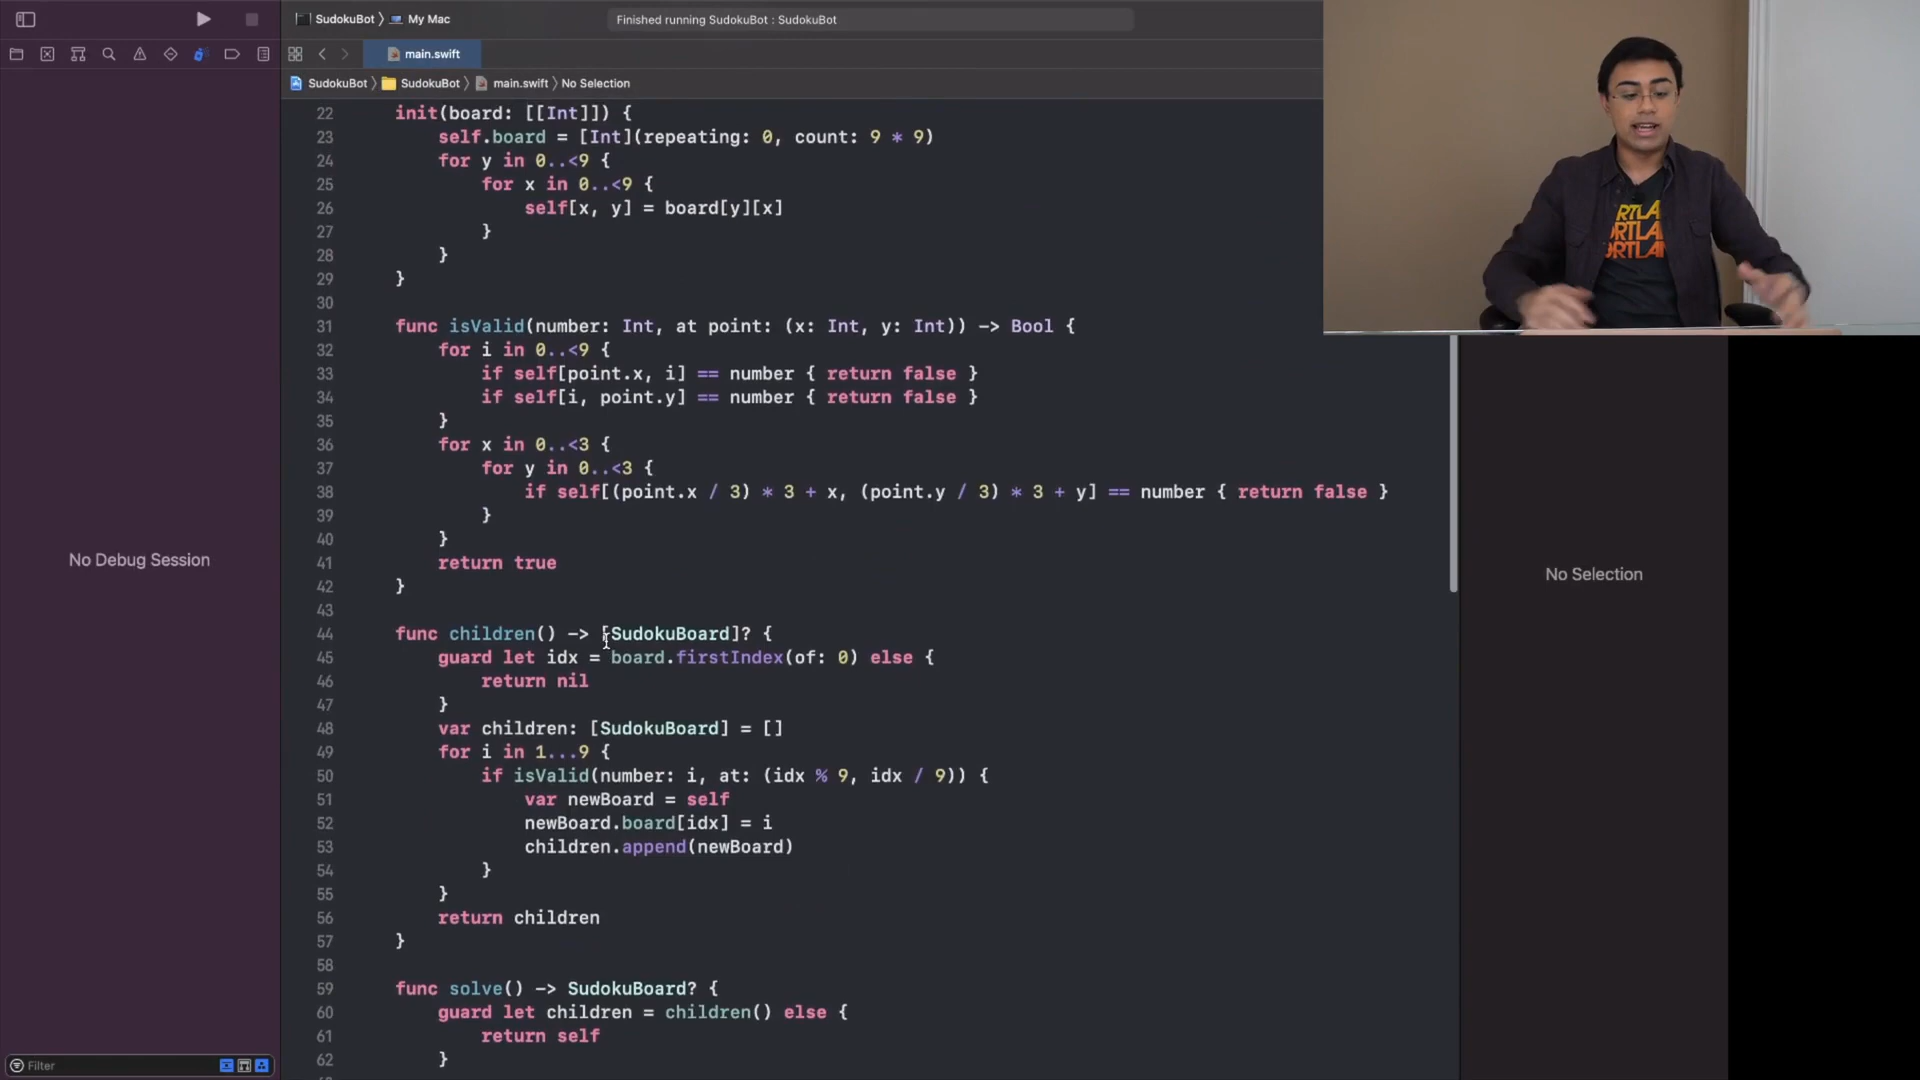 SudokuBot 〉 My Mac
Finished running SudokuBot : SudokuBot
main.swift
SudokuBot 〉 SudokuBot 〉 main.swift 〉 No Selection
22 init(board: [[Int]]) {
23 self.board = [Int](repeating: 0, count: 9 * 9)
24 for y in 0..<9 {
25 for x in 0..<9 {
26 self[x, y] = board[y][x]
27 }
28 }
29 }
30
31 func isValid(number: Int, at point: (x: Int, y: Int)) -> Bool {
32 for i in 0..<9 {
33 if self[point.x, i] == number { return false }
34 if self[i, point.y] == number { return false }
35 }
36 for x in 0..<3 {
37 for y in 0..<3 {
38 if self[(point.x / 3) * 3 + x, (point.y / 3) * 3 + y] == number { return false }
39 }
40 }
41 return true
42 }
43
44 func children() -> [SudokuBoard]? {
45 guard let idx = board.firstIndex(of: 0) else {
46 return nil
47 }
48 var children: [SudokuBoard] = []
49 for i in 1...9 {
50 if isValid(number: i, at: (idx % 9, idx / 9)) {
51 var newBoard = self
52 newBoard.board[idx] = i
53 children.append(newBoard)
54 }
55 }
56 return children
57 }
58
59 func solve() -> SudokuBoard? {
60 guard let children = children() else {
61 return self
62 }
No Debug Session
No Selection
Filter